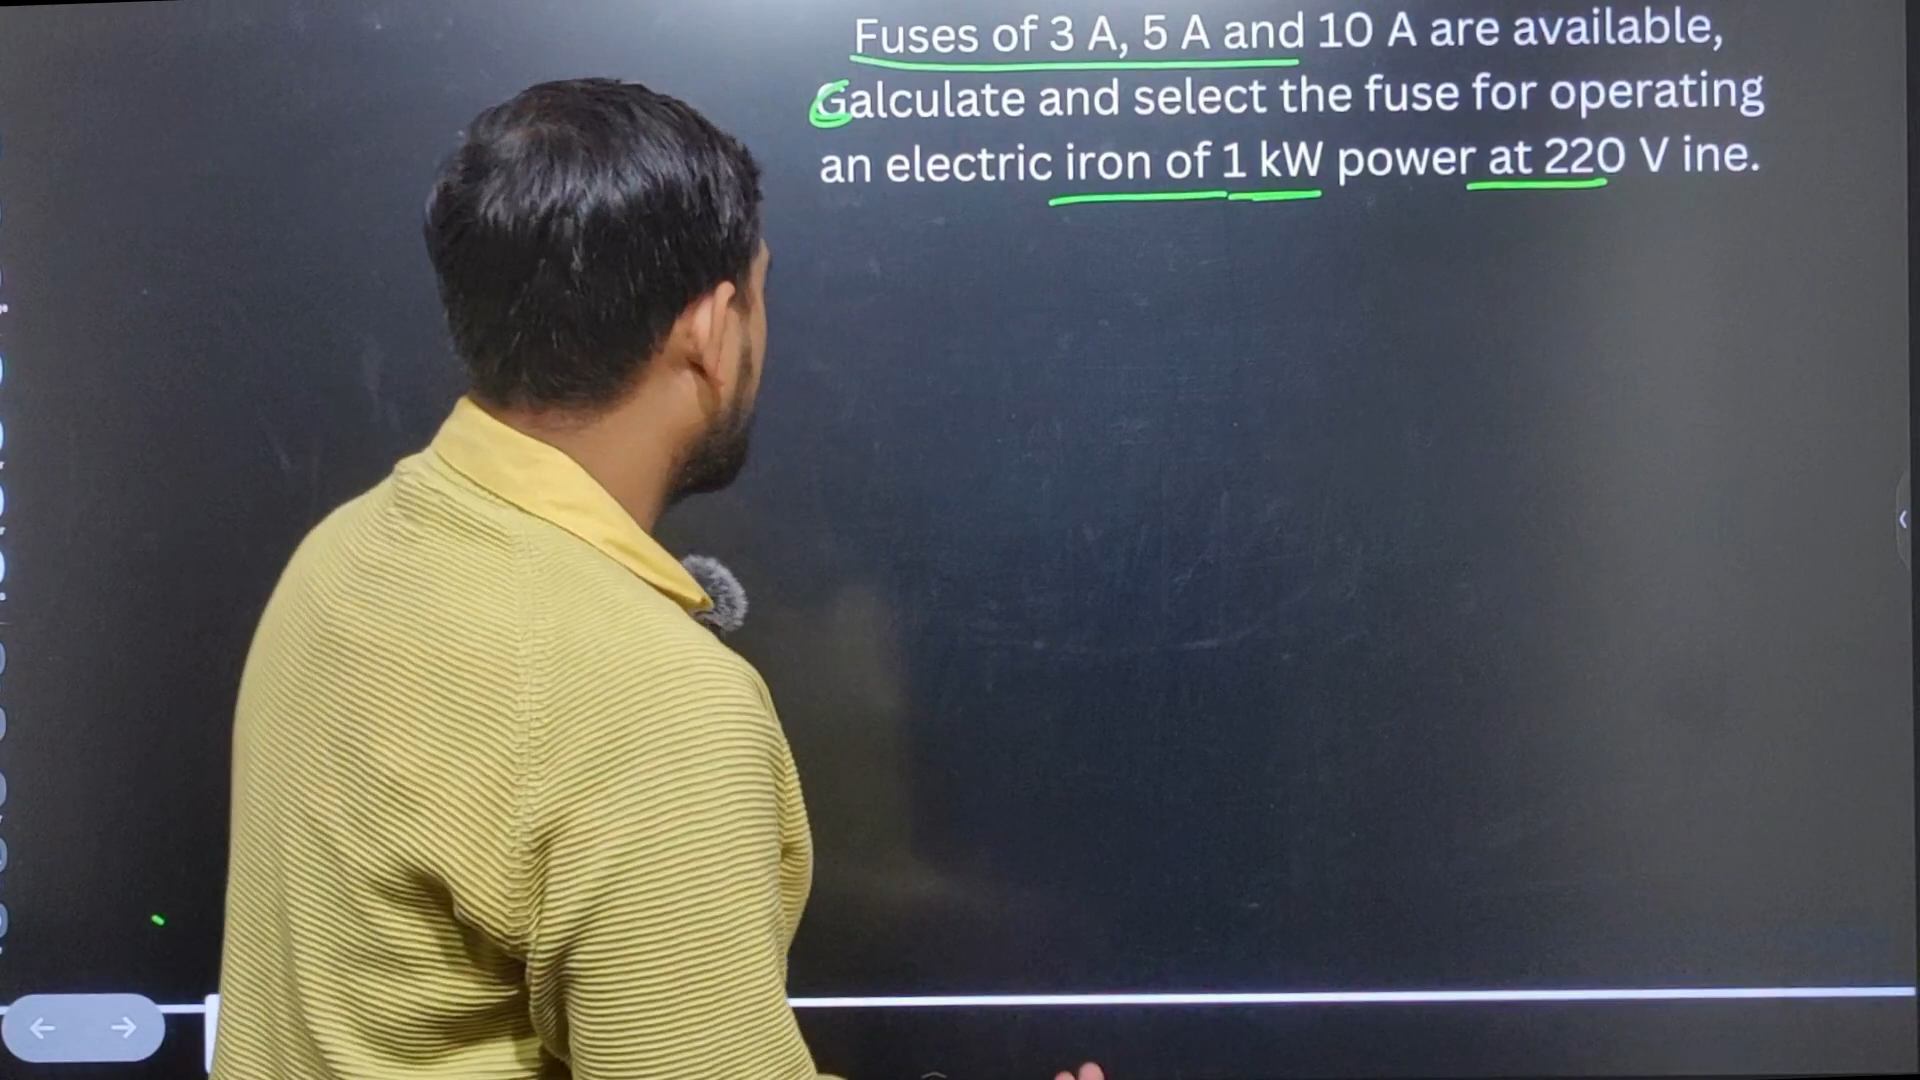 Fuses of 3 A, 5 A and 10 A are available,
Galculate and select the fuse for operating
an electric iron of 1 kW power at 220 V ine.